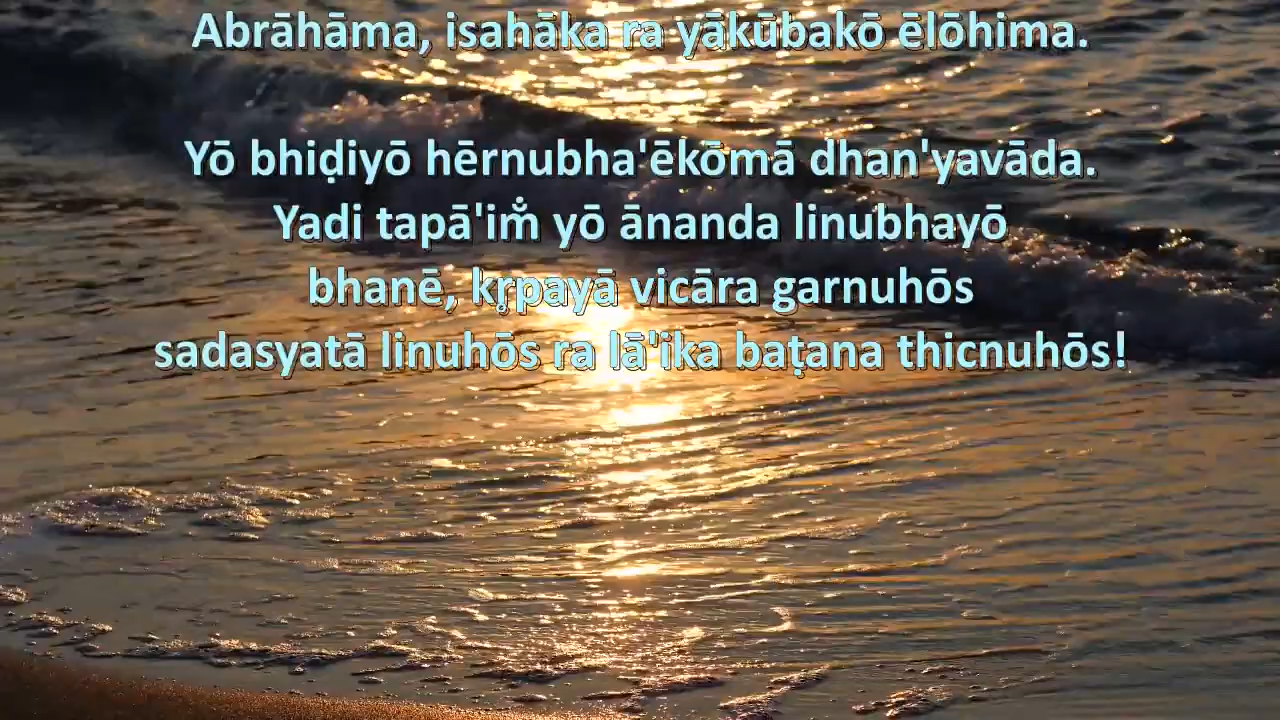 Abrāhāma, isahāka ra yākūbakō ēlōhima.
Yō bhiḍiyō hērnubha'ēkōmā dhan'yavāda.
Yadi tapā'im̐ yō ānanda linubhayō
bhanē, kr̥payā vicāra garnuhōs
sadasyatā linuhōs ra lā'ika baṭana thicnuhōs!